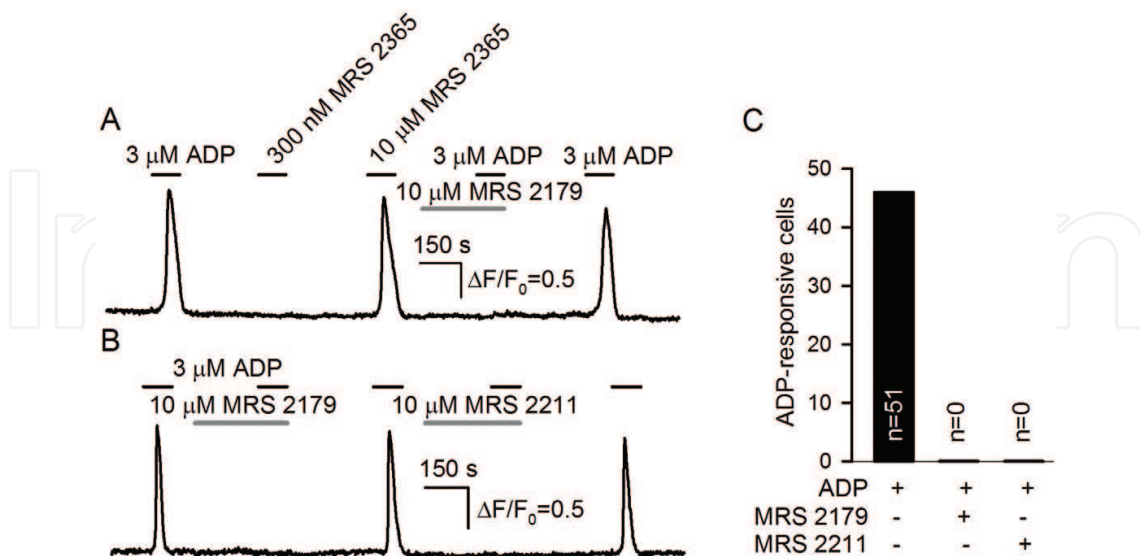 A
300 nM MRS 2365
10 μM MRS 2365
3 μM ADP
3 μM ADP
3 μM ADP
10 μM MRS 2179
150 s
ΔF/F0=0.5
B
3 μM ADP
10 μM MRS 2179
10 μM MRS 2211
150 s
ΔF/F0=0.5
C
ADP-responsive cells
50
40
30
20
10
0
n=51
n=0
n=0
ADP + + +
MRS 2179 - + -
MRS 2211 - - +